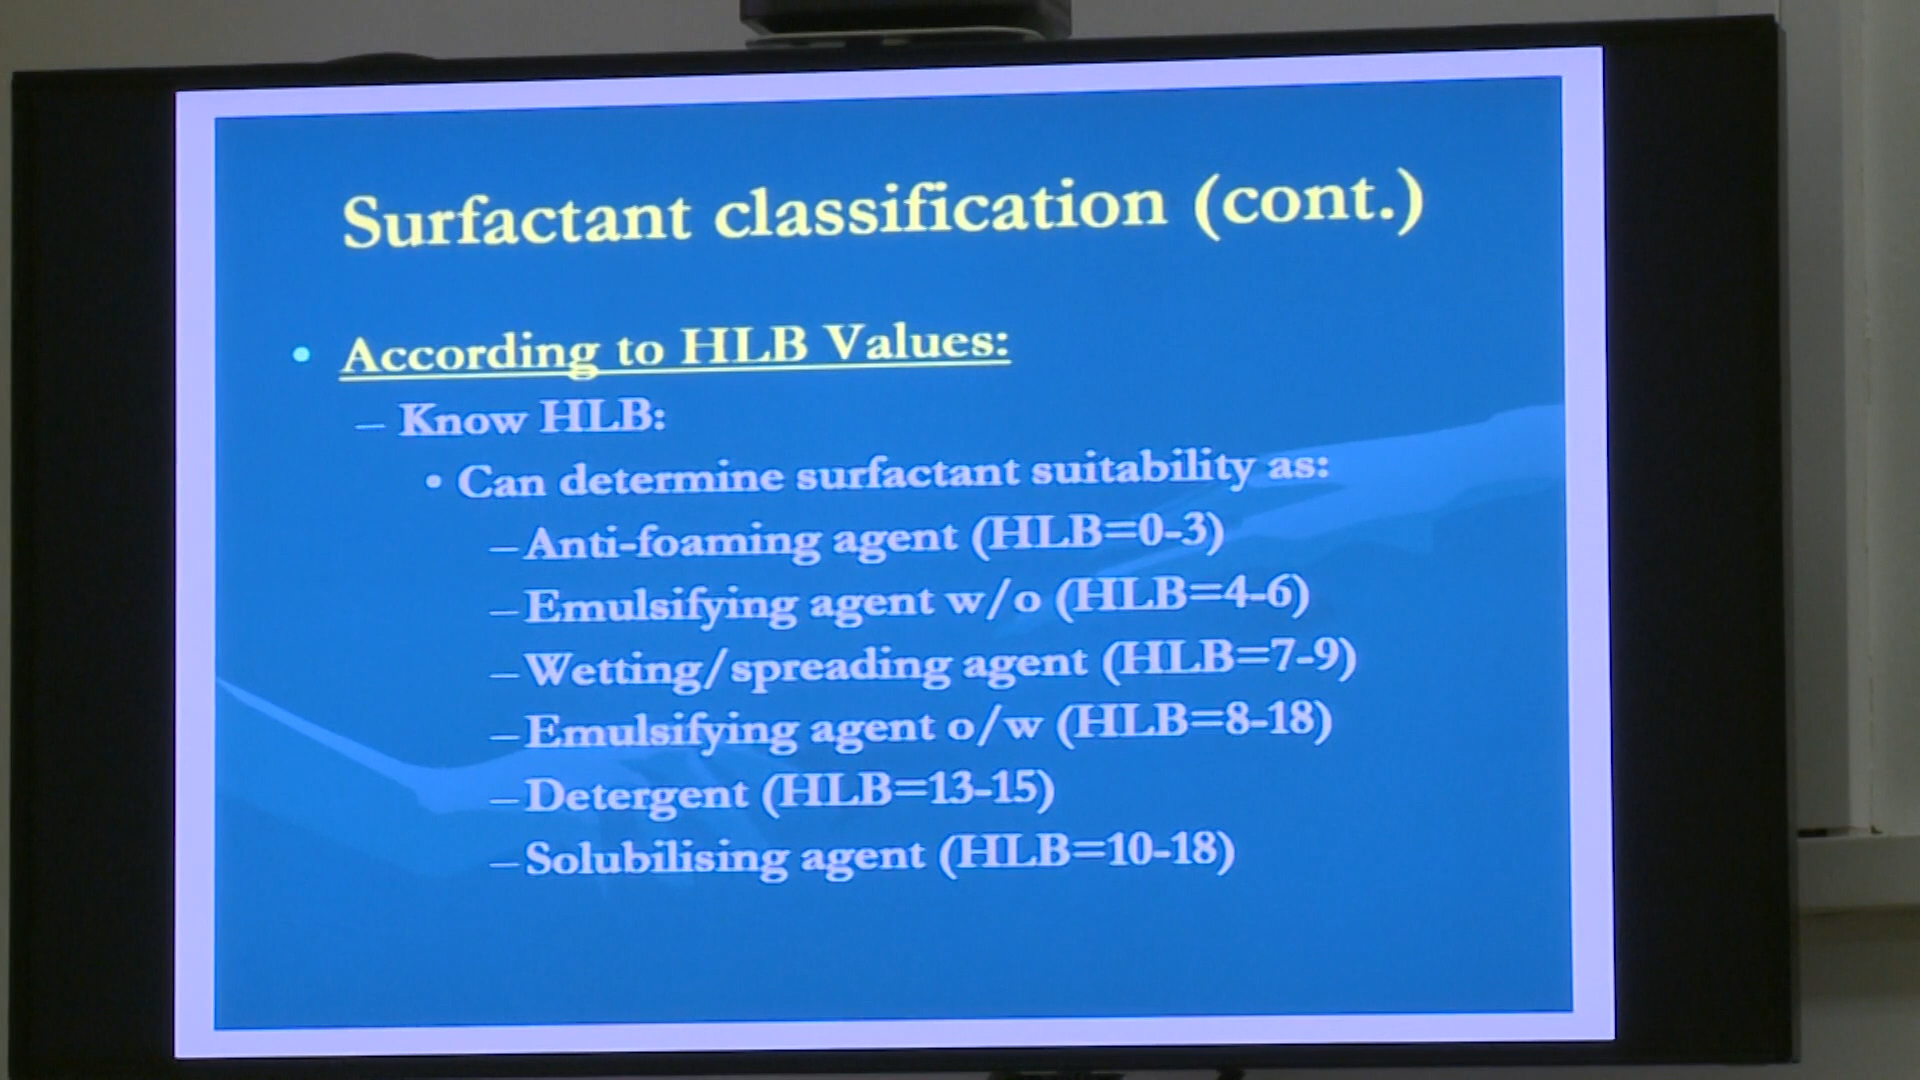 Surfactant classification (cont.)
• According to HLB Values:
– Know HLB:
• Can determine surfactant suitability as:
–Anti-foaming agent (HLB=0-3)
–Emulsifying agent w/o (HLB=4-6)
–Wetting/spreading agent (HLB=7-9)
–Emulsifying agent o/w (HLB=8-18)
–Detergent (HLB=13-15)
–Solubilising agent (HLB=10-18)